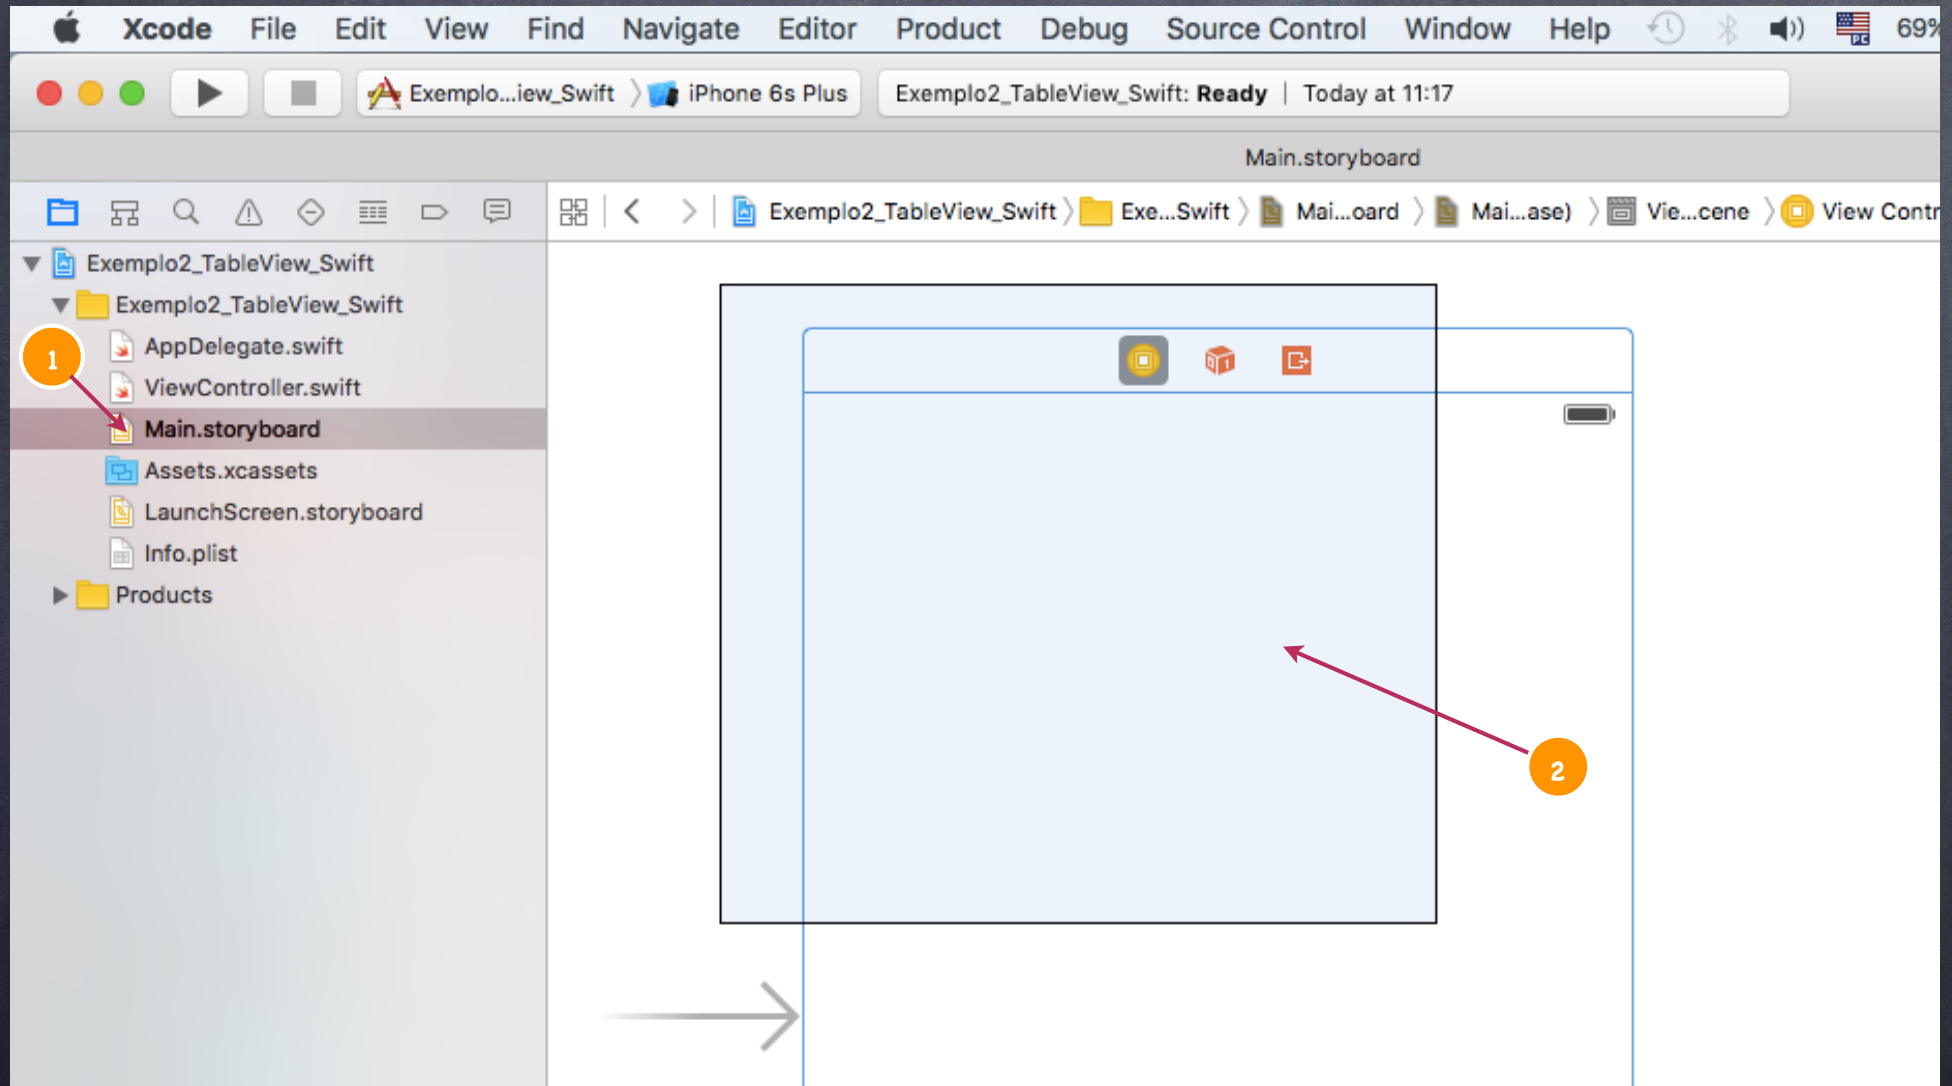 Xcode File Edit View Find Navigate Editor Product Debug Source Control Window Help 69%
Exemplo...iew_Swift iPhone 6s Plus Exemplo2_TableView_Swift: Ready | Today at 11:17
Main.storyboard
Exemplo2_TableView_Swift Exe...Swift Mai...oard Mai...ase) Vie...cene View Contr
Exemplo2_TableView_Swift
Exemplo2_TableView_Swift
AppDelegate.swift
1
ViewController.swift
Main.storyboard
Assets.xcassets
LaunchScreen.storyboard
Info.plist
Products
2